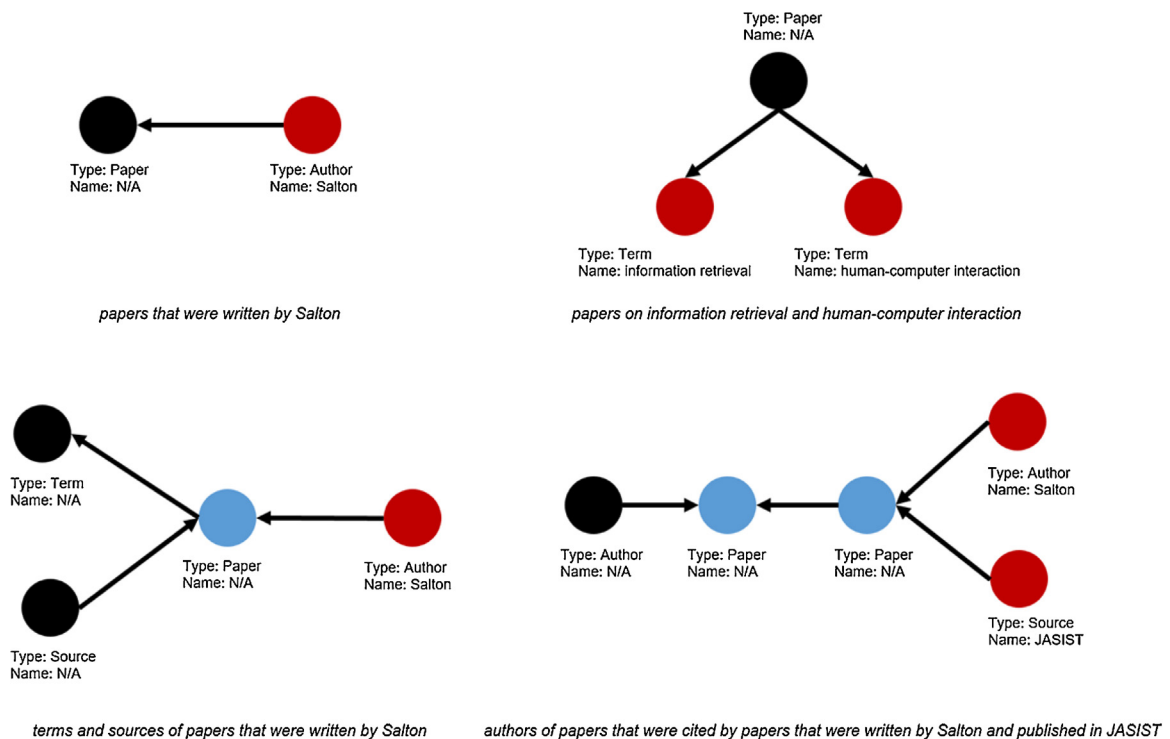 Type: Paper
Name: N/A
Type: Paper
Name: N/A
Type: Author
Name: Salton
Type: Term
Name: information retrieval
Type: Term
Name: human-computer interaction
papers that were written by Salton
papers on information retrieval and human-computer interaction
Type: Term
Name: N/A
Type: Paper
Name: N/A
Type: Author
Name: Salton
Type: Source
Name: N/A
Type: Author
Name: Salton
Type: Author
Name: N/A
Type: Paper
Name: N/A
Type: Paper
Name: N/A
Type: Source
Name: JASIST
terms and sources of papers that were written by Salton
authors of papers that were cited by papers that were written by Salton and published in JASIST